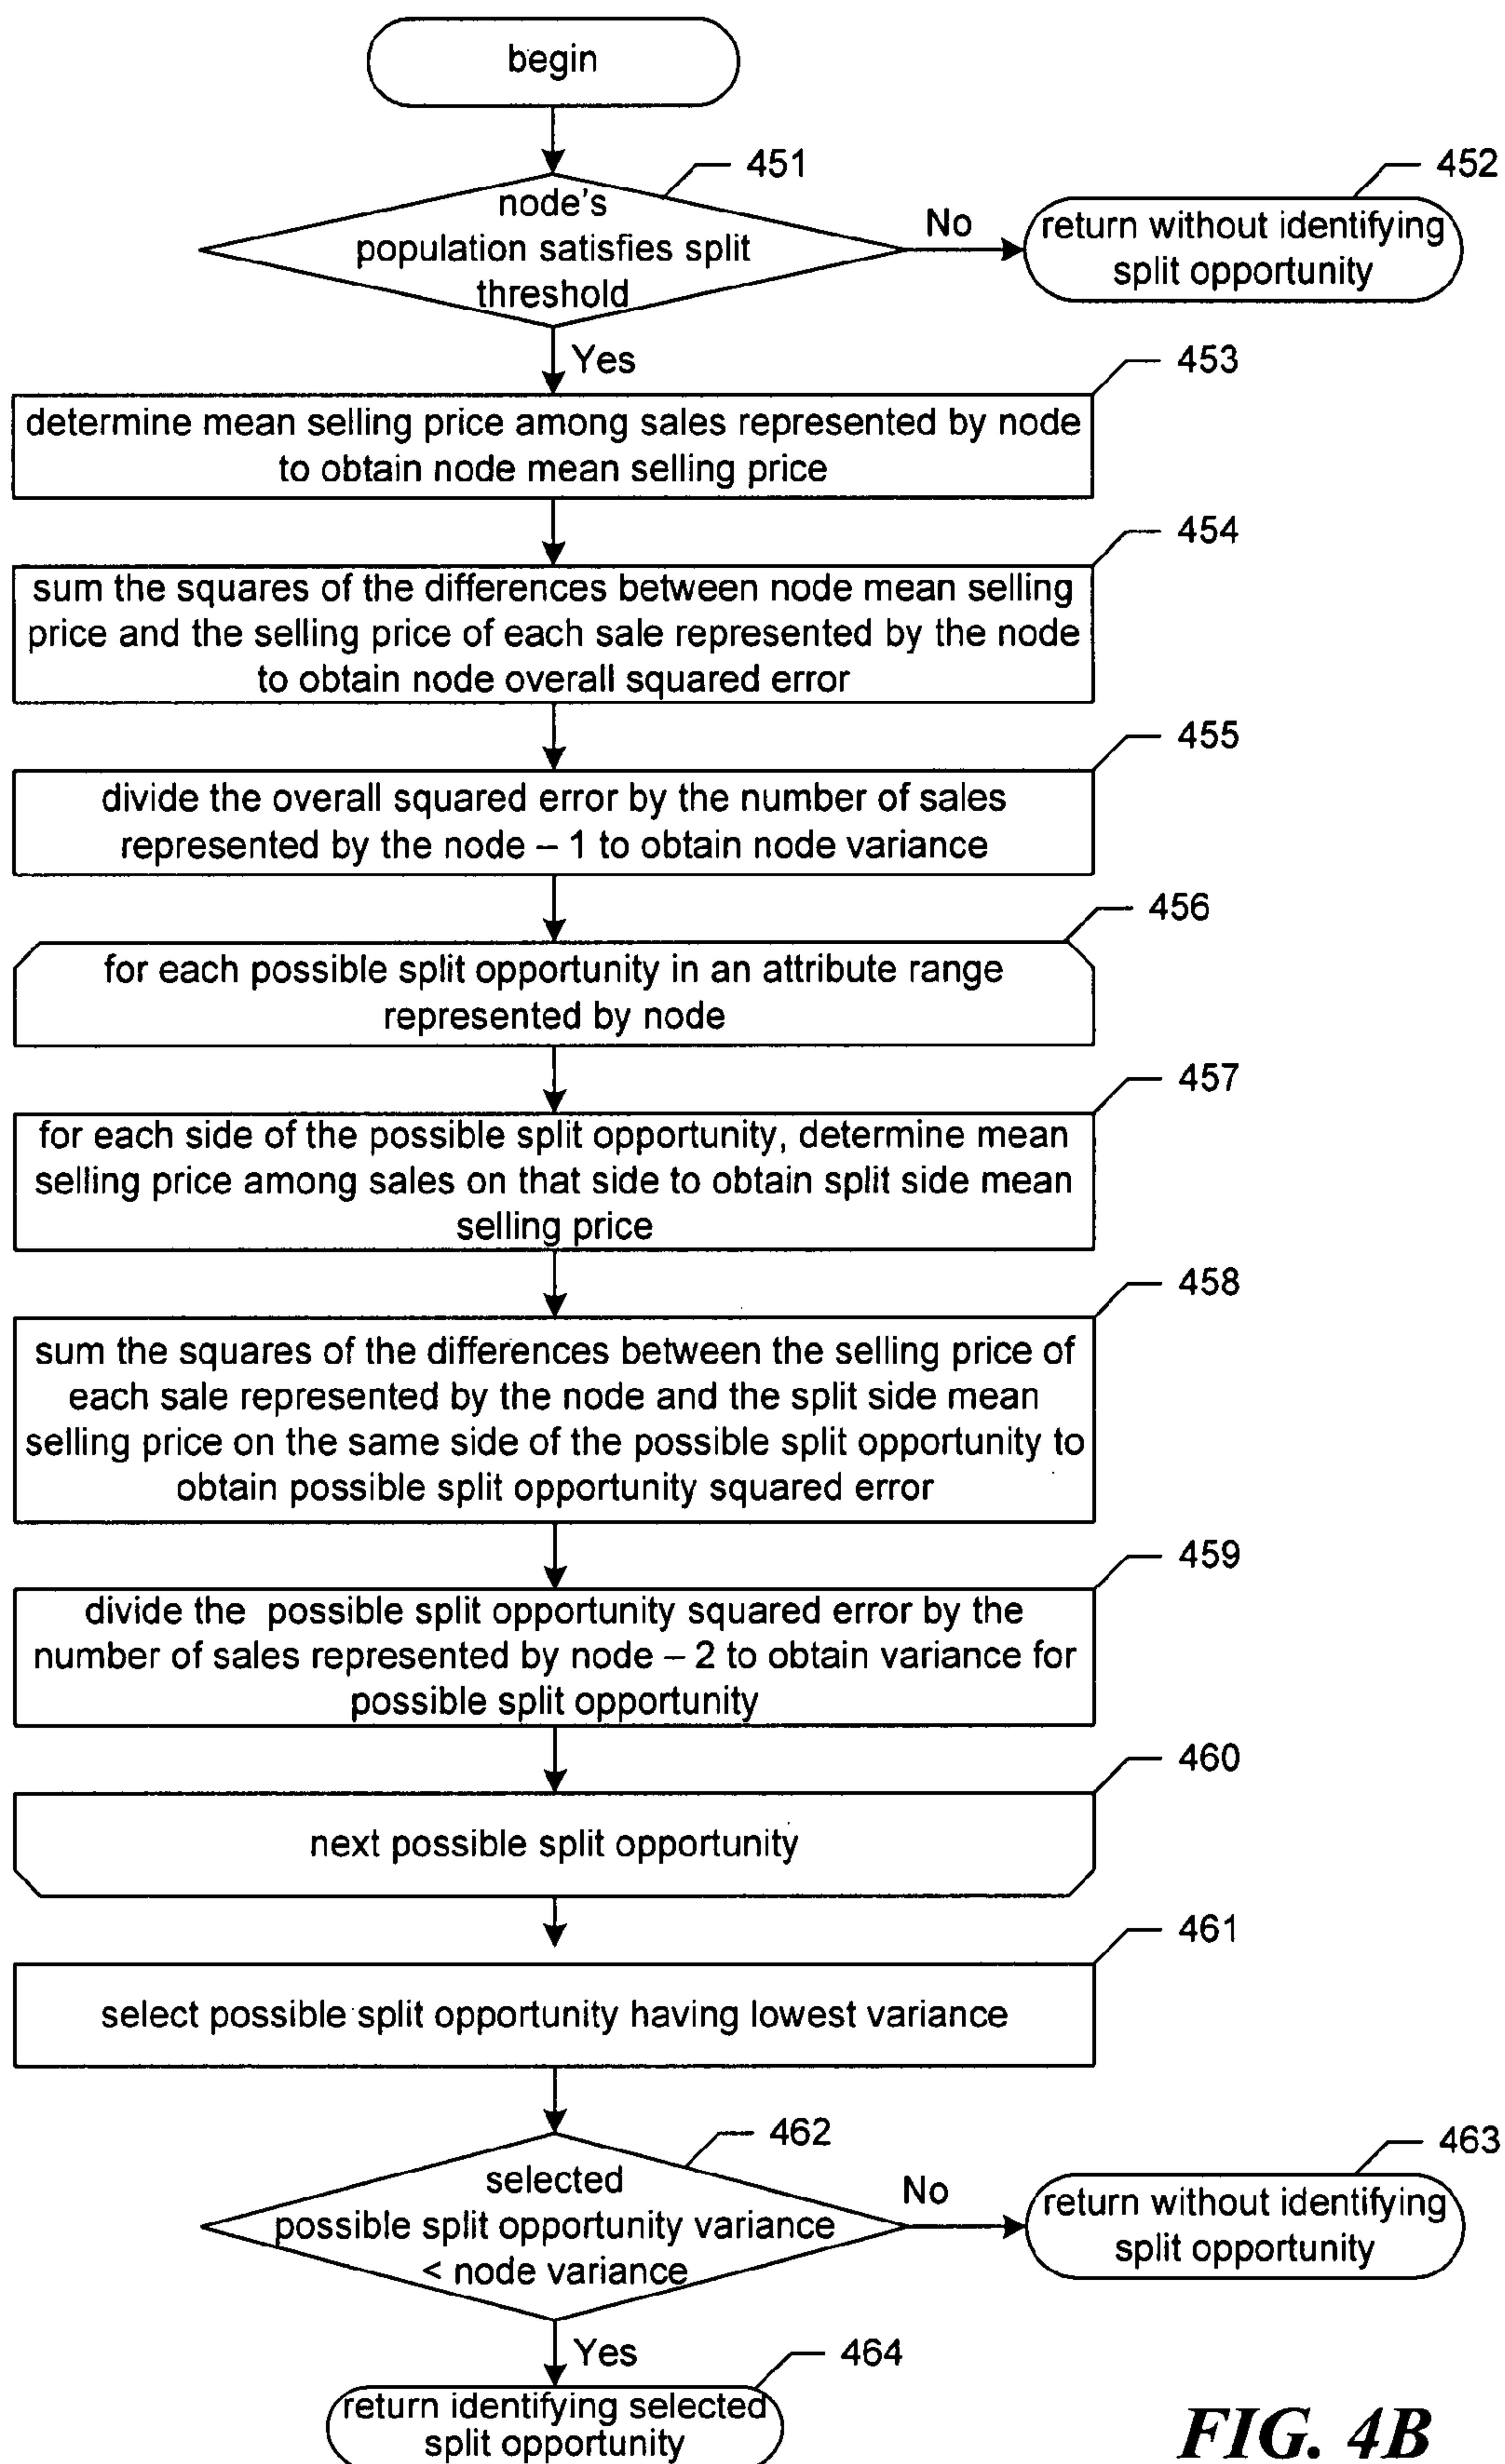 begin
451
452
node's
population satisfies split
threshold
No
return without identifying
split opportunity
Yes
453
determine mean selling price among sales represented by node
to obtain node mean selling price
454
sum the squares of the differences between node mean selling
price and the selling price of each sale represented by the node
to obtain node overall squared error
455
divide the overall squared error by the number of sales
represented by the node – 1 to obtain node variance
456
for each possible split opportunity in an attribute range
represented by node
457
for each side of the possible split opportunity, determine mean
selling price among sales on that side to obtain split side mean
selling price
458
sum the squares of the differences between the selling price of
each sale represented by the node and the split side mean
selling price on the same side of the possible split opportunity to
obtain possible split opportunity squared error
459
divide the possible split opportunity squared error by the
number of sales represented by node – 2 to obtain variance for
possible split opportunity
460
next possible split opportunity
461
select possible split opportunity having lowest variance
462
463
selected
possible split opportunity variance
< node variance
No
return without identifying
split opportunity
Yes
464
return identifying selected
split opportunity
FIG. 4B